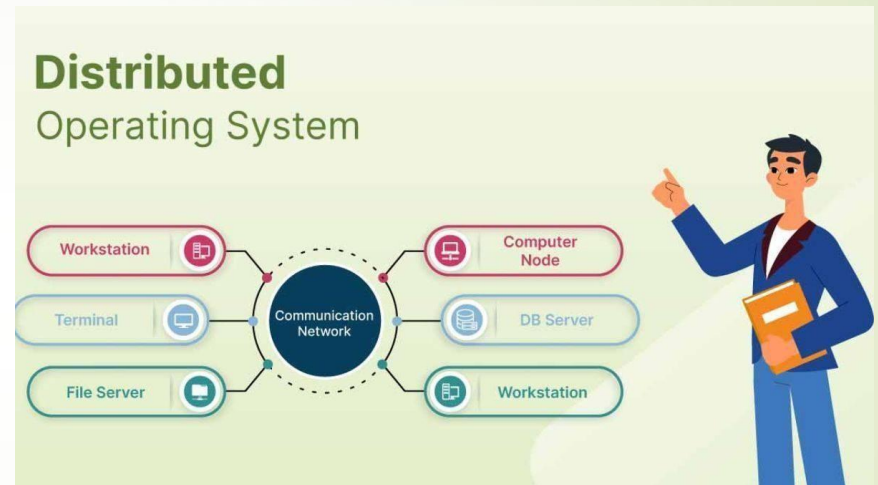 Distributed
Operating System
Workstation
Terminal
File Server
Communication
Network
Computer
Node
DB Server
Workstation